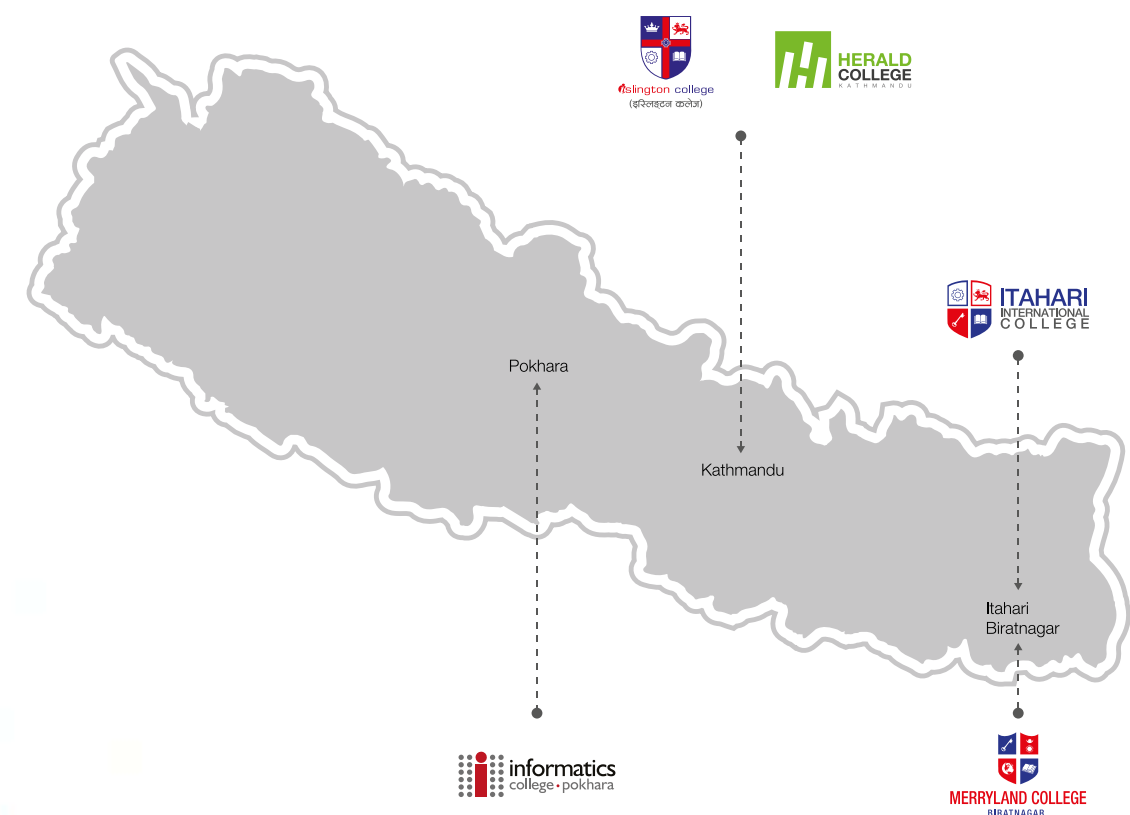 islington college
(इस्लिङ्टन कलेज)
HERALD
COLLEGE
KATHMANDU
ITAHARI
INTERNATIONAL
COLLEGE
Pokhara
Kathmandu
Itahari
Biratnagar
informatics
college • pokhara
MERRYLAND COLLEGE
BIRATNAGAR